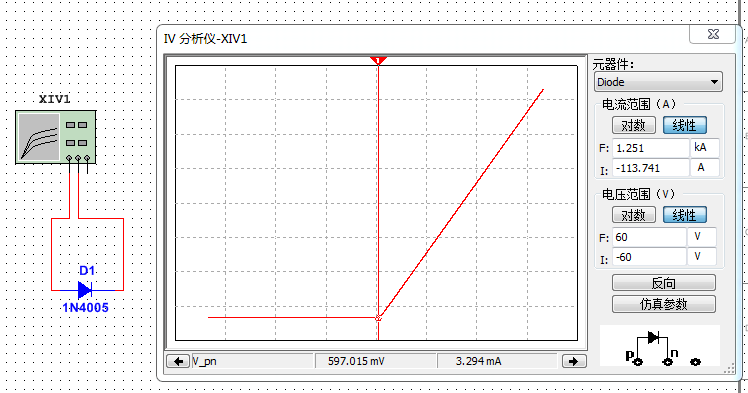 IV 分析仪-XIV1
XIV1
D1
1N4005
1
V_pn
597.015 mV
3.294 mA
元器件:
Diode
电流范围（A）
对数
线性
F: 1.251 kA
I: -113.741 A
电压范围（V）
对数
线性
F: 60 V
I: -60 V
反向
仿真参数
p n